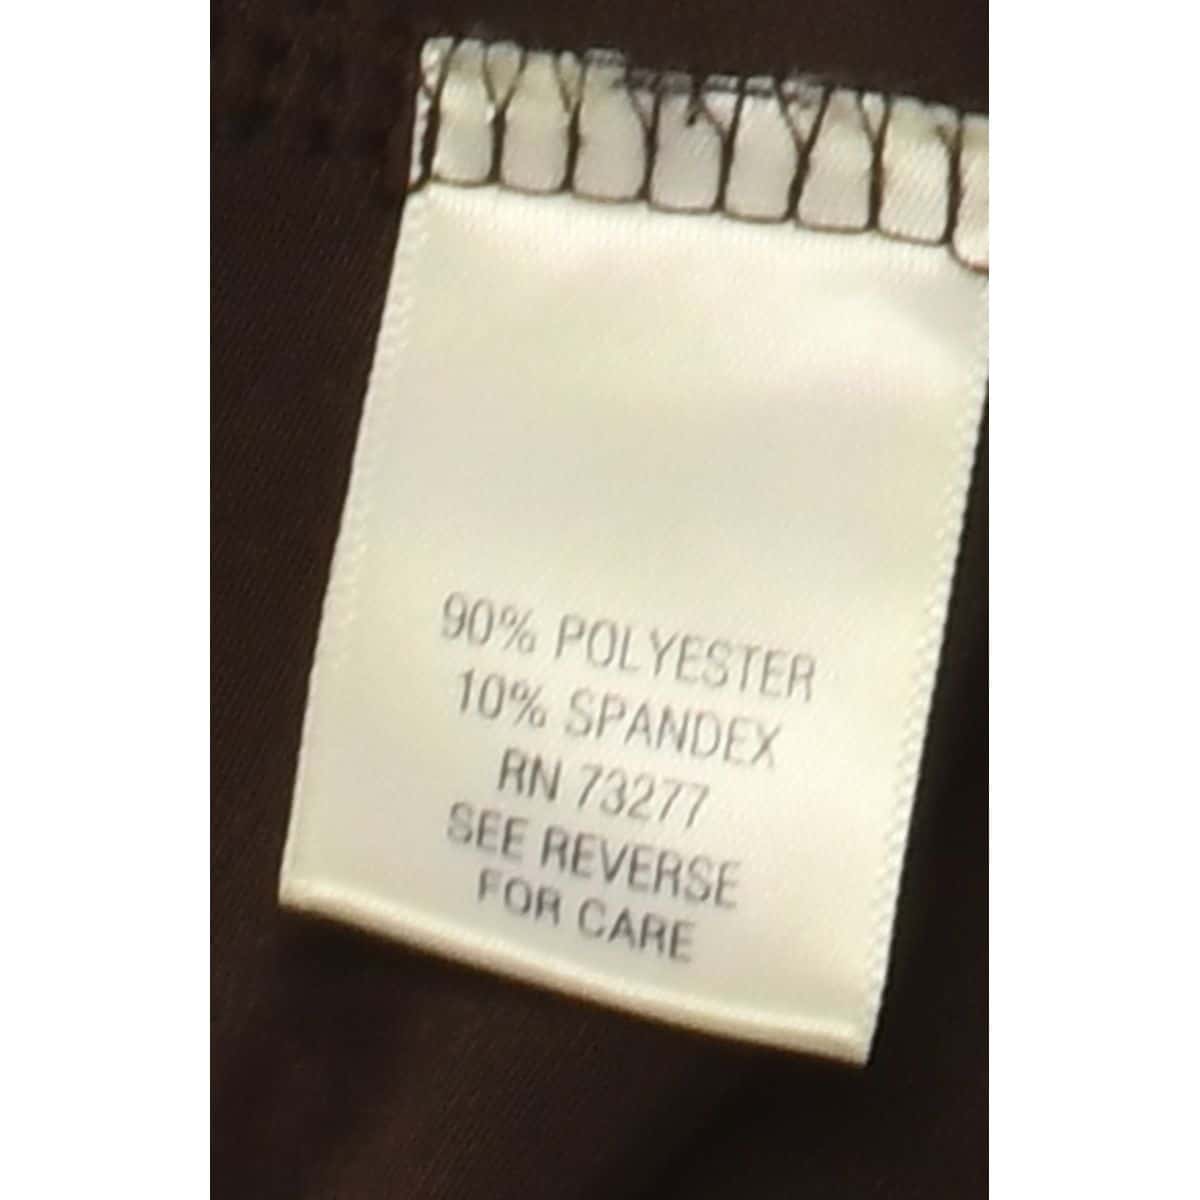 90% POLYESTER
10% SPANDEX
RN 73277
SEE REVERSE
FOR CARE